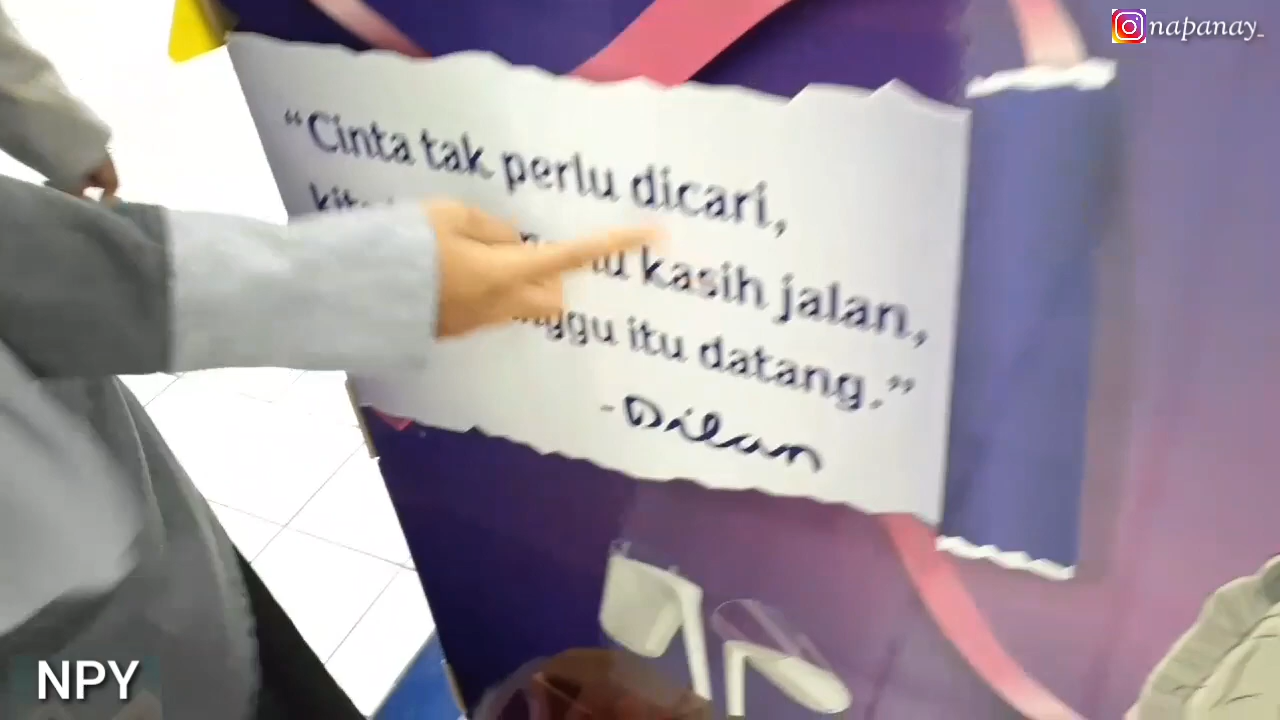 napanay_
“Cinta tak perlu dicari,
kasih jalan,
itu datang.”
-Dilan
NPY